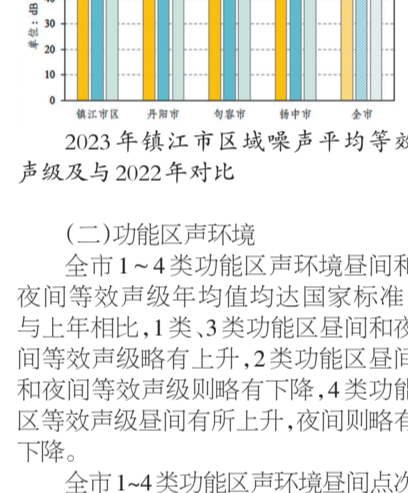 单位：dB
30
20
10
0
镇江市区 丹阳市 句容市 扬中市 全市
2023年镇江市区域噪声平均等效
声级及与2022年对比
(二)功能区声环境
全市1~4类功能区声环境昼间和
夜间等效声级年均值均达国家标准
与上年相比,1类、3类功能区昼间和夜
间等效声级略有上升,2类功能区昼间
和夜间等效声级则略有下降,4类功能
区等效声级昼间有所上升,夜间则略有
下降。
全市1~4类功能区声环境昼间点次